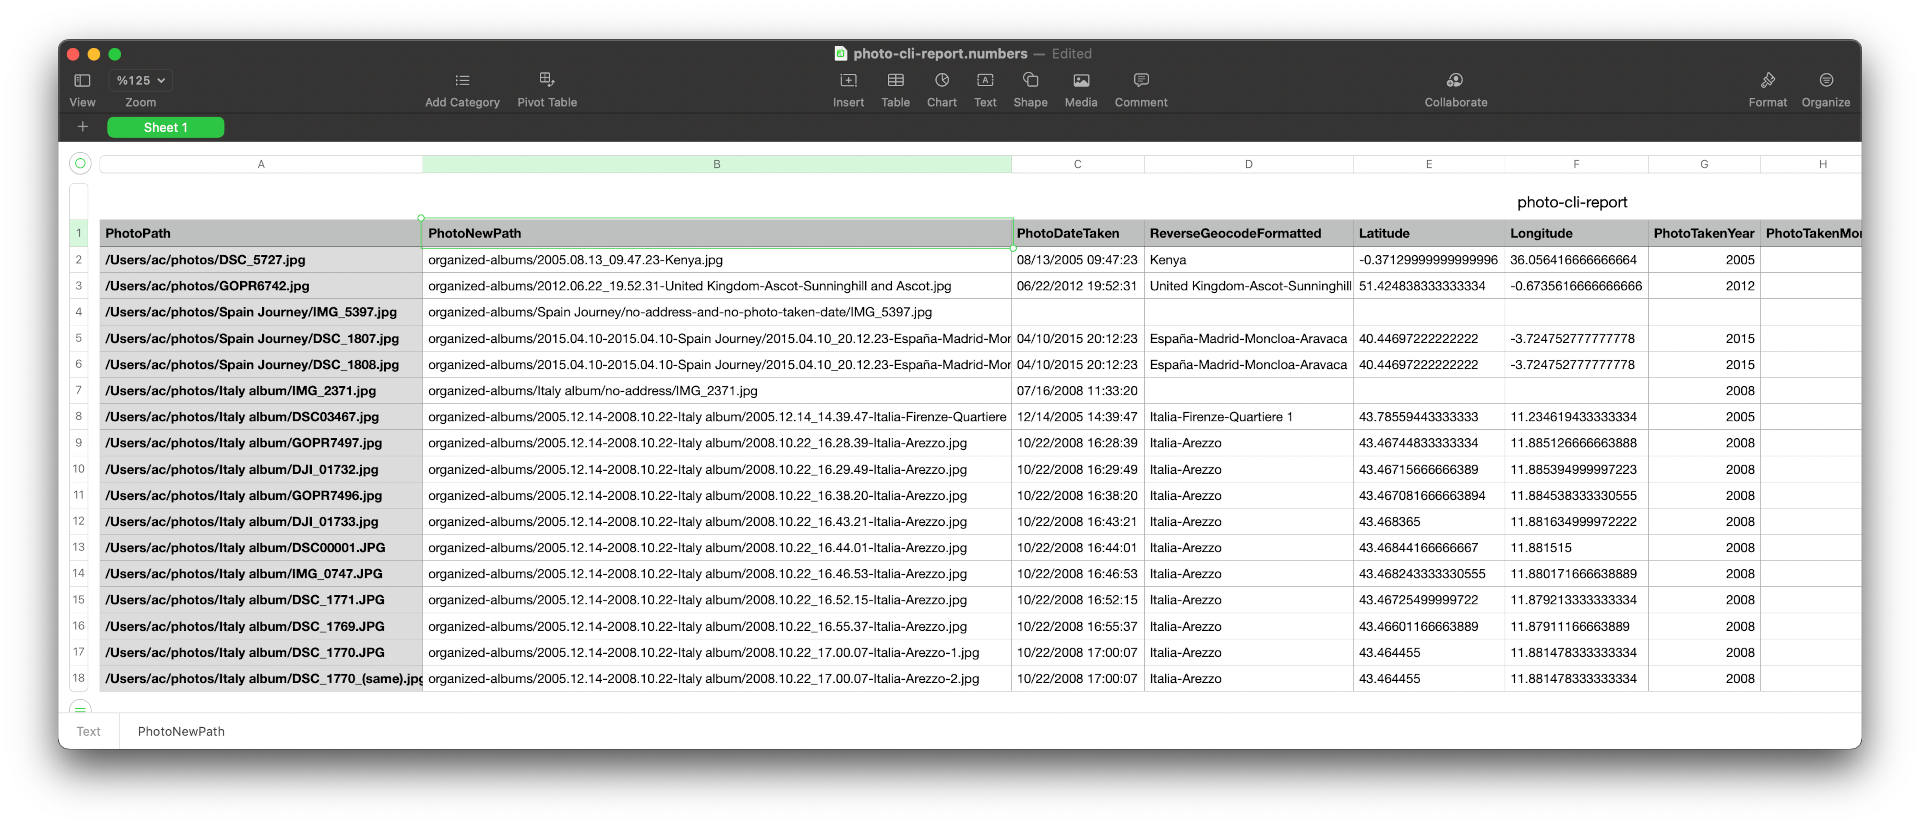 photo-cli-report.numbers — Edited
%125
View Zoom Add Category Pivot Table Insert Table Chart Text Shape Media Comment Collaborate Format Organize
+ Sheet 1
A B C D E F G H
photo-cli-report
1 PhotoPath PhotoNewPath PhotoDateTaken ReverseGeocodeFormatted Latitude Longitude PhotoTakenYear PhotoTakenMon
2 /Users/ac/photos/DSC_5727.jpg organized-albums/2005.08.13_09.47.23-Kenya.jpg 08/13/2005 09:47:23 Kenya -0.37129999999999996 36.056416666666664 2005
3 /Users/ac/photos/GOPR6742.jpg organized-albums/2012.06.22_19.52.31-United Kingdom-Ascot-Sunninghill and Ascot.jpg 06/22/2012 19:52:31 United Kingdom-Ascot-Sunninghill 51.424838333333334 -0.6735616666666666 2012
4 /Users/ac/photos/Spain Journey/IMG_5397.jpg organized-albums/Spain Journey/no-address-and-no-photo-taken-date/IMG_5397.jpg
5 /Users/ac/photos/Spain Journey/DSC_1807.jpg organized-albums/2015.04.10-2015.04.10-Spain Journey/2015.04.10_20.12.23-España-Madrid-Mor 04/10/2015 20:12:23 España-Madrid-Moncloa-Aravaca 40.44697222222222 -3.724752777777778 2015
6 /Users/ac/photos/Spain Journey/DSC_1808.jpg organized-albums/2015.04.10-2015.04.10-Spain Journey/2015.04.10_20.12.23-España-Madrid-Mor 04/10/2015 20:12:23 España-Madrid-Moncloa-Aravaca 40.44697222222222 -3.724752777777778 2015
7 /Users/ac/photos/Italy album/IMG_2371.jpg organized-albums/Italy album/no-address/IMG_2371.jpg 07/16/2008 11:33:20 2008
8 /Users/ac/photos/Italy album/DSC03467.jpg organized-albums/2005.12.14-2008.10.22-Italy album/2005.12.14_14.39.47-Italia-Firenze-Quartiere 12/14/2005 14:39:47 Italia-Firenze-Quartiere 1 43.78559443333333 11.234619433333334 2005
9 /Users/ac/photos/Italy album/GOPR7497.jpg organized-albums/2005.12.14-2008.10.22-Italy album/2008.10.22_16.28.39-Italia-Arezzo.jpg 10/22/2008 16:28:39 Italia-Arezzo 43.46744833333334 11.885126666663888 2008
10 /Users/ac/photos/Italy album/DJI_01732.jpg organized-albums/2005.12.14-2008.10.22-Italy album/2008.10.22_16.29.49-Italia-Arezzo.jpg 10/22/2008 16:29:49 Italia-Arezzo 43.46715666666389 11.885394999997223 2008
11 /Users/ac/photos/Italy album/GOPR7496.jpg organized-albums/2005.12.14-2008.10.22-Italy album/2008.10.22_16.38.20-Italia-Arezzo.jpg 10/22/2008 16:38:20 Italia-Arezzo 43.467081666663894 11.884538333330555 2008
12 /Users/ac/photos/Italy album/DJI_01733.jpg organized-albums/2005.12.14-2008.10.22-Italy album/2008.10.22_16.43.21-Italia-Arezzo.jpg 10/22/2008 16:43:21 Italia-Arezzo 43.468365 11.881634999972222 2008
13 /Users/ac/photos/Italy album/DSC00001.JPG organized-albums/2005.12.14-2008.10.22-Italy album/2008.10.22_16.44.01-Italia-Arezzo.jpg 10/22/2008 16:44:01 Italia-Arezzo 43.46844166666667 11.881515 2008
14 /Users/ac/photos/Italy album/IMG_0747.JPG organized-albums/2005.12.14-2008.10.22-Italy album/2008.10.22_16.46.53-Italia-Arezzo.jpg 10/22/2008 16:46:53 Italia-Arezzo 43.468243333330555 11.880171666638889 2008
15 /Users/ac/photos/Italy album/DSC_1771.JPG organized-albums/2005.12.14-2008.10.22-Italy album/2008.10.22_16.52.15-Italia-Arezzo.jpg 10/22/2008 16:52:15 Italia-Arezzo 43.46725499999722 11.879213333333334 2008
16 /Users/ac/photos/Italy album/DSC_1769.JPG organized-albums/2005.12.14-2008.10.22-Italy album/2008.10.22_16.55.37-Italia-Arezzo.jpg 10/22/2008 16:55:37 Italia-Arezzo 43.46601166663889 11.87911166663889 2008
17 /Users/ac/photos/Italy album/DSC_1770.JPG organized-albums/2005.12.14-2008.10.22-Italy album/2008.10.22_17.00.07-Italia-Arezzo-1.jpg 10/22/2008 17:00:07 Italia-Arezzo 43.464455 11.881478333333334 2008
18 /Users/ac/photos/Italy album/DSC_1770_(same).jpg organized-albums/2005.12.14-2008.10.22-Italy album/2008.10.22_17.00.07-Italia-Arezzo-2.jpg 10/22/2008 17:00:07 Italia-Arezzo 43.464455 11.881478333333334 2008
Text PhotoNewPath